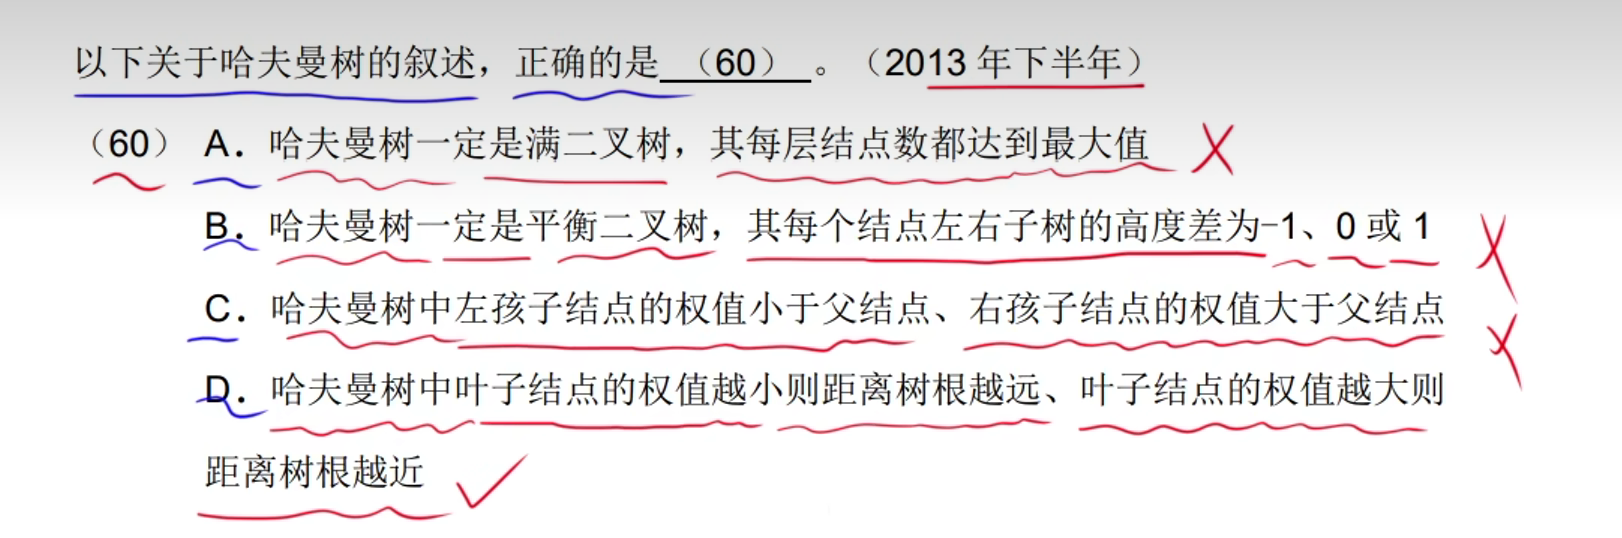 以下关于哈夫曼树的叙述，正确的是 （60） 。（2013 年下半年）
（60） A．哈夫曼树一定是满二叉树，其每层结点数都达到最大值
B．哈夫曼树一定是平衡二叉树，其每个结点左右子树的高度差为-1、0 或 1
C．哈夫曼树中左孩子结点的权值小于父结点、右孩子结点的权值大于父结点
D．哈夫曼树中叶子结点的权值越小则距离树根越远、叶子结点的权值越大则
距离树根越近